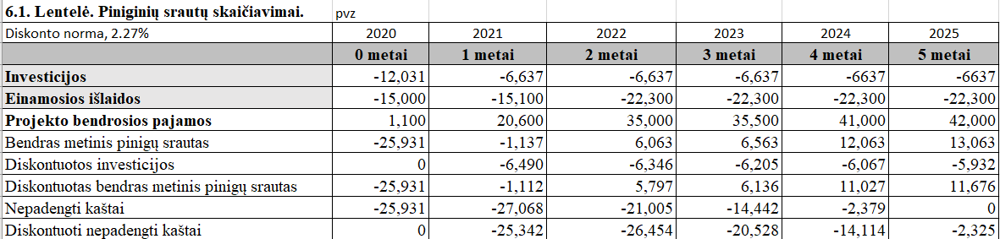 6.1. Lentelė. Piniginių srautų skaičiavimai. pvz
Diskonto norma, 2.27% 2020 2021 2022 2023 2024 2025
0 metai 1 metai 2 metai 3 metai 4 metai 5 metai
Investicijos -12,031 -6,637 -6,637 -6,637 -6637 -6637
Einamosios išlaidos -15,000 -15,100 -22,300 -22,300 -22,300 -22,300
Projekto bendrosios pajamos 1,100 20,600 35,000 35,500 41,000 42,000
Bendras metinis pinigų srautas -25,931 -1,137 6,063 6,563 12,063 13,063
Diskontuotos investicijos 0 -6,490 -6,346 -6,205 -6,067 -5,932
Diskontuotas bendras metinis pinigų srautas -25,931 -1,112 5,797 6,136 11,027 11,676
Nepadengti kaštai -25,931 -27,068 -21,005 -14,442 -2,379 0
Diskontuoti nepadengti kaštai 0 -25,342 -26,454 -20,528 -14,114 -2,325